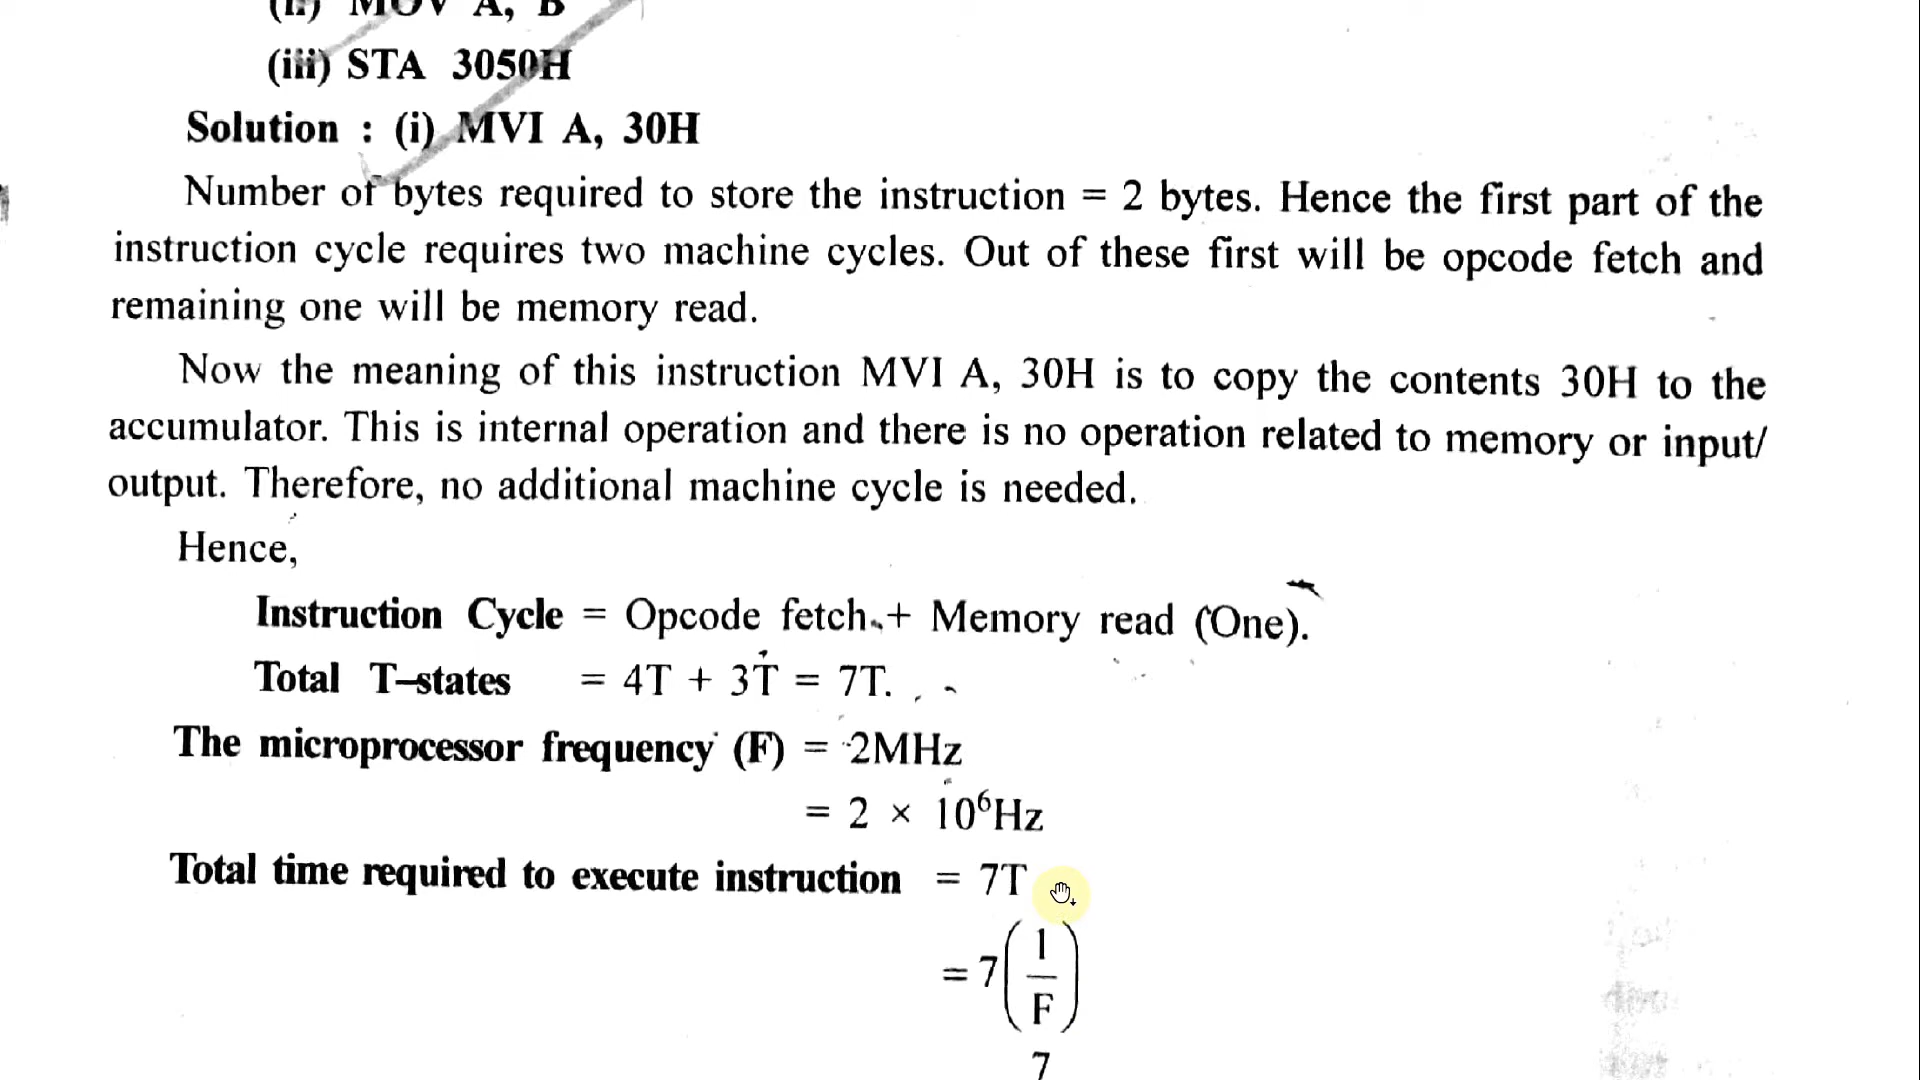 (ii) MOV A, B
(iii) STA 3050H
Solution : (i) MVI A, 30H
Number of bytes required to store the instruction = 2 bytes. Hence the first part of the
instruction cycle requires two machine cycles. Out of these first will be opcode fetch and
remaining one will be memory read.
Now the meaning of this instruction MVI A, 30H is to copy the contents 30H to the
accumulator. This is internal operation and there is no operation related to memory or input/
output. Therefore, no additional machine cycle is needed.
Hence,
Instruction Cycle = Opcode fetch + Memory read (One).
Total T–states = 4T + 3T = 7T.
The microprocessor frequency (F) = 2MHz
= 2 × 10⁶Hz
Total time required to execute instruction = 7T
= 7(1/F)
7